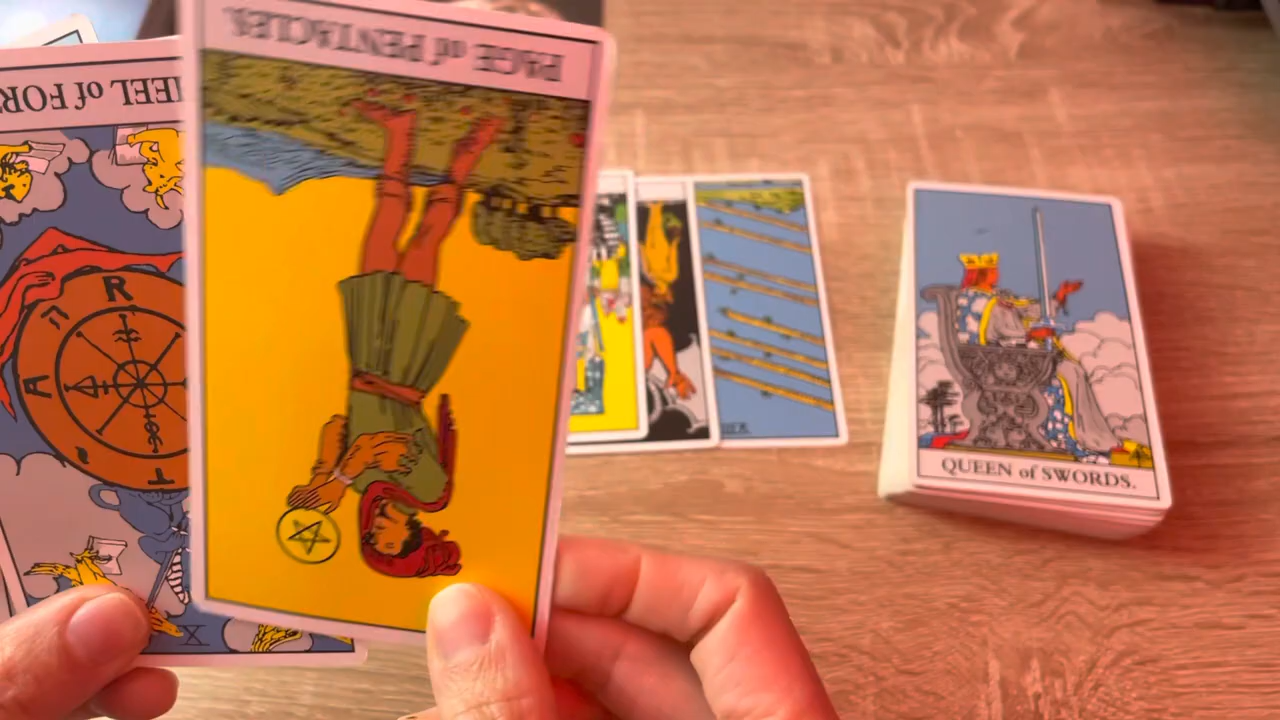 PAGE of PENTACLES
EEL of FOR
R
A
T
X
QUEEN of SWORDS.